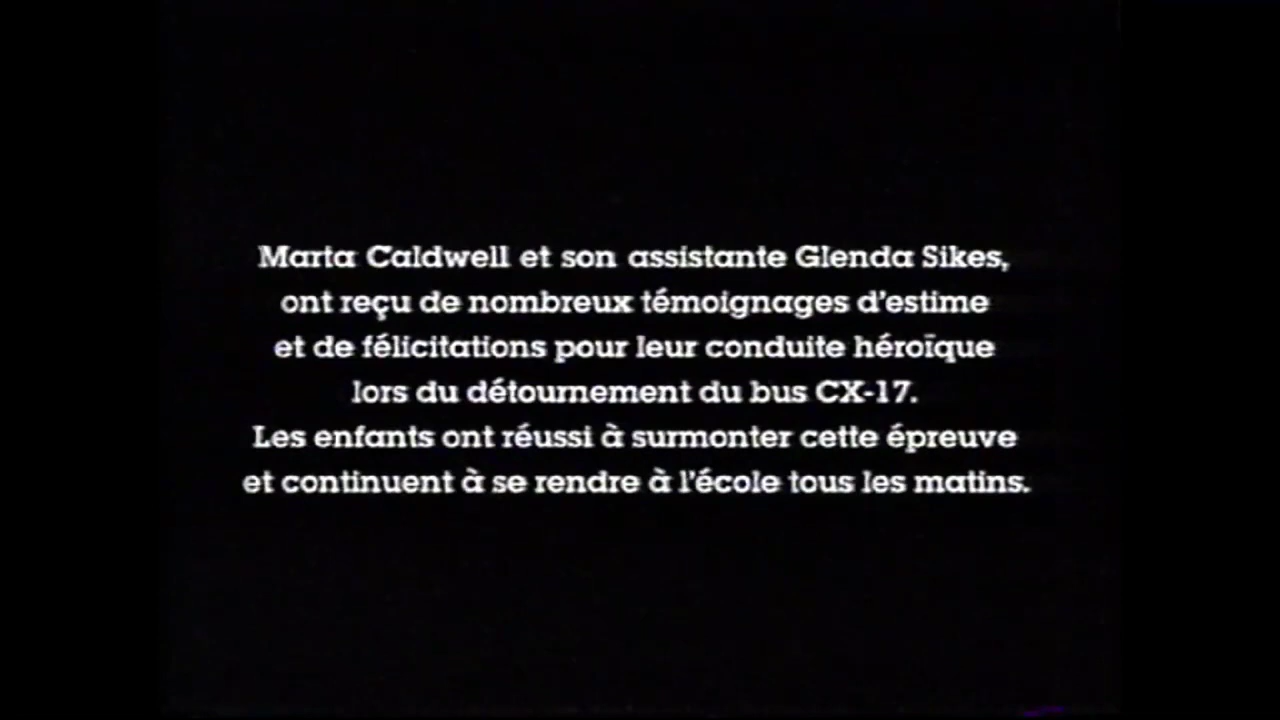 Marta Caldwell et son assistante Glenda Sikes,
ont reçu de nombreux témoignages d'estime
et de félicitations pour leur conduite héroïque
lors du détournement du bus CX-17.
Les enfants ont réussi à surmonter cette épreuve
et continuent à se rendre à l'école tous les matins.